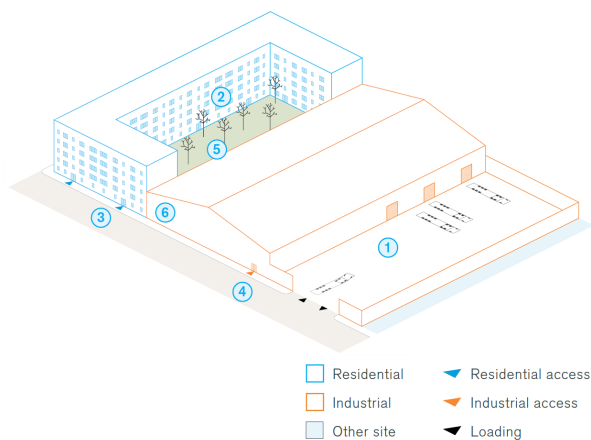 2
5
6
3
1
4
Residential
Residential access
Industrial
Industrial access
Other site
Loading